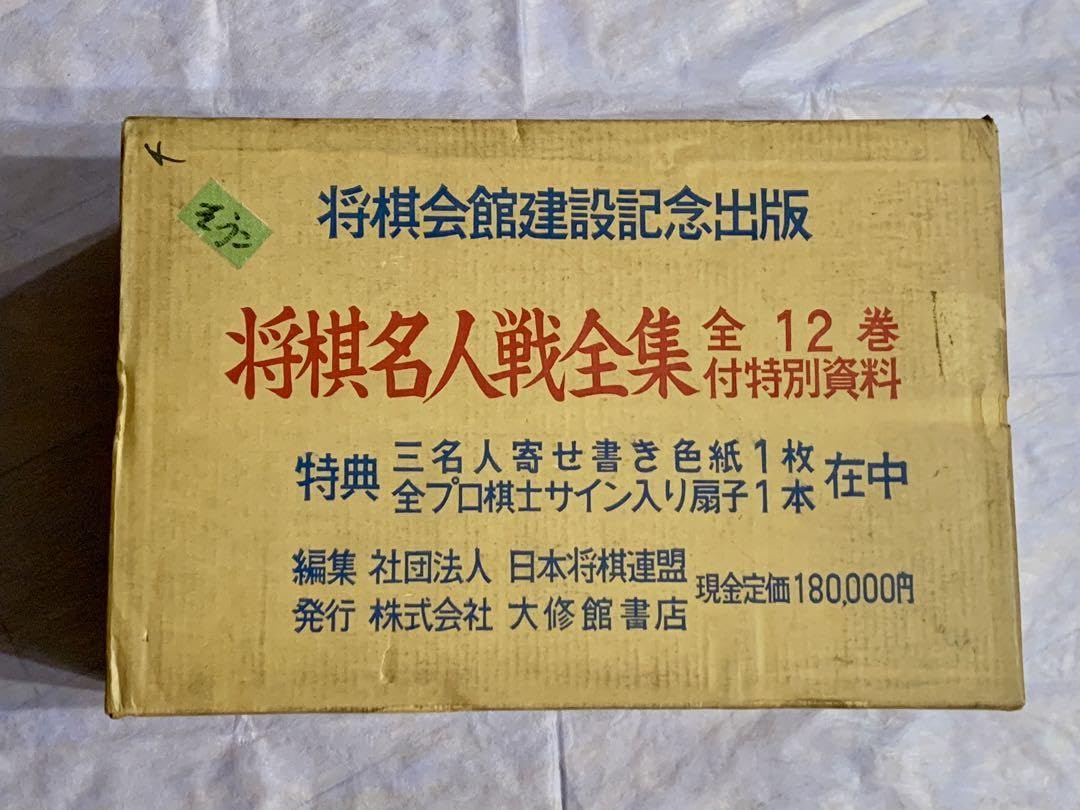 将棋会館建設記念出版
将棋名人戦全集 全12巻
付特別資料
特典 三名人寄せ書き色紙1枚
全プロ棋士サイン入り扇子1本 在中
編集 社団法人 日本将棋連盟
発行 株式会社 大修館書店
現金定価180,000円